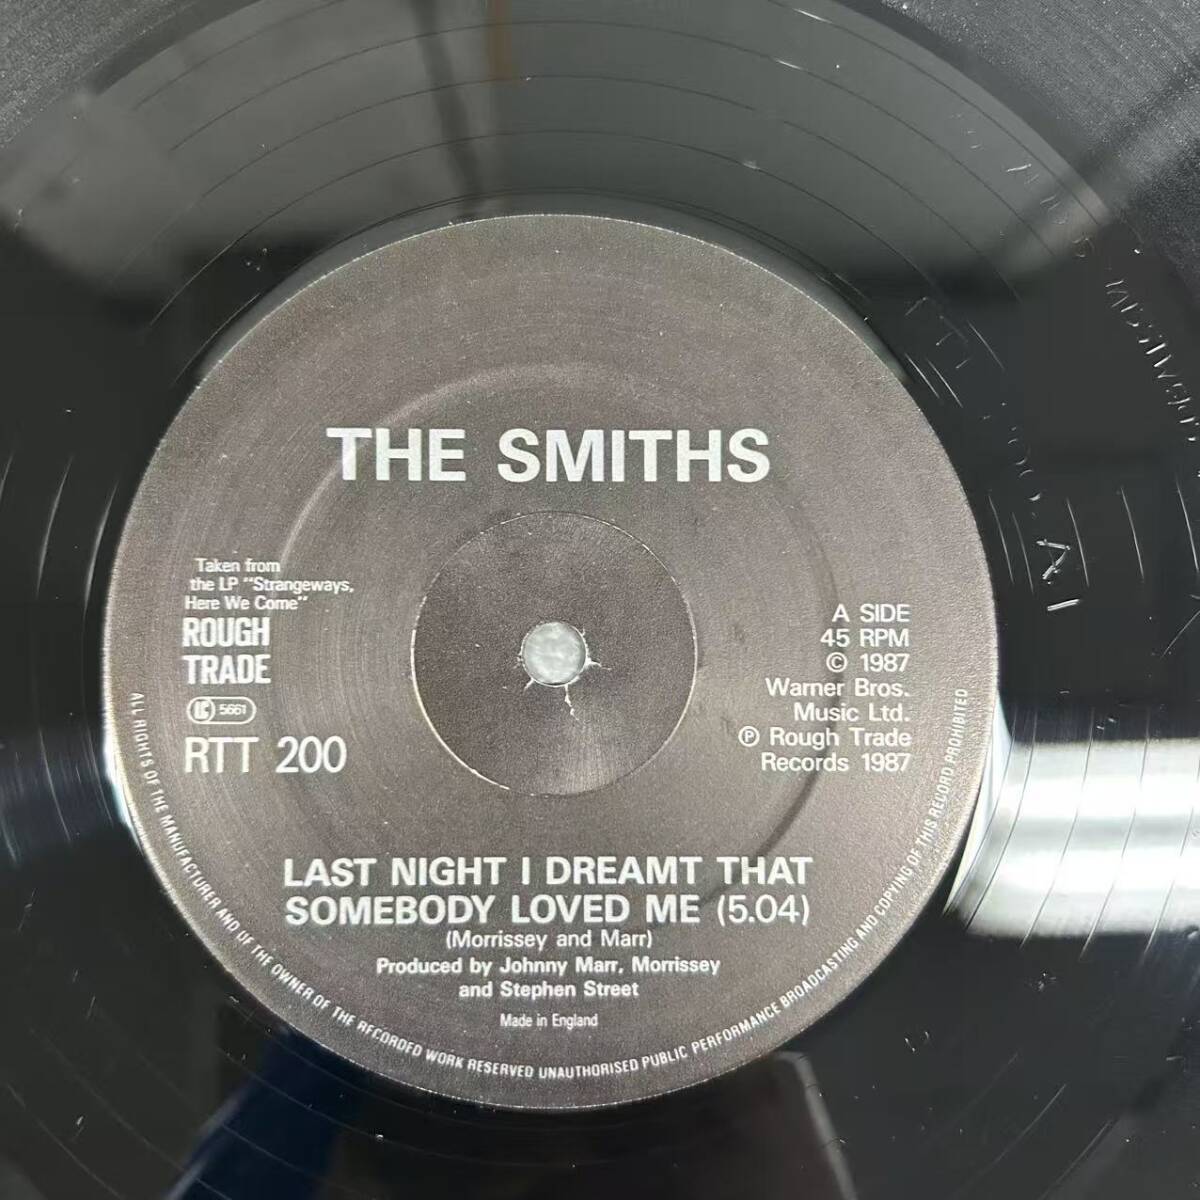 THE SMITHS
Taken from
the LP "Strangeways,
Here We Come"
ROUGH
TRADE
LC 5661
RTT 200
A SIDE
45 RPM
© 1987
Warner Bros.
Music Ltd.
℗ Rough Trade
Records 1987
LAST NIGHT I DREAMT THAT
SOMEBODY LOVED ME (5.04)
(Morrissey and Marr)
Produced by Johnny Marr, Morrissey
and Stephen Street
Made in England
ALL RIGHTS OF THE MANUFACTURER AND OF THE OWNER OF THE RECORDED WORK RESERVED UNAUTHORISED PUBLIC PERFORMANCE BROADCASTING AND COPYING OF THIS RECORD PROHIBITED